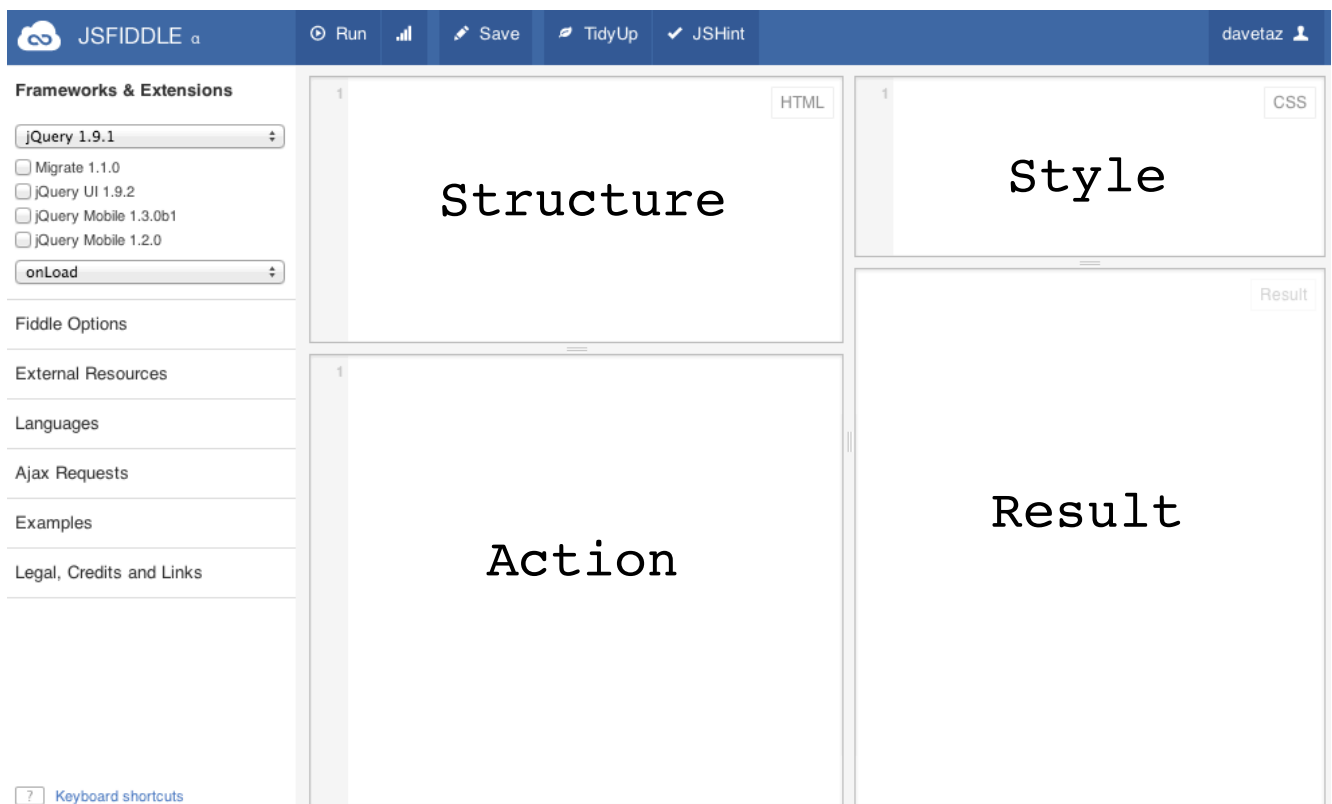 JSFIDDLE α
Run
Save
TidyUp
JSHint
davetaz
Frameworks & Extensions
jQuery 1.9.1
Migrate 1.1.0
jQuery UI 1.9.2
jQuery Mobile 1.3.0b1
jQuery Mobile 1.2.0
onLoad
Fiddle Options
External Resources
Languages
Ajax Requests
Examples
Legal, Credits and Links
? Keyboard shortcuts
1
HTML
Structure
1
CSS
Style
1
Action
Result
Result